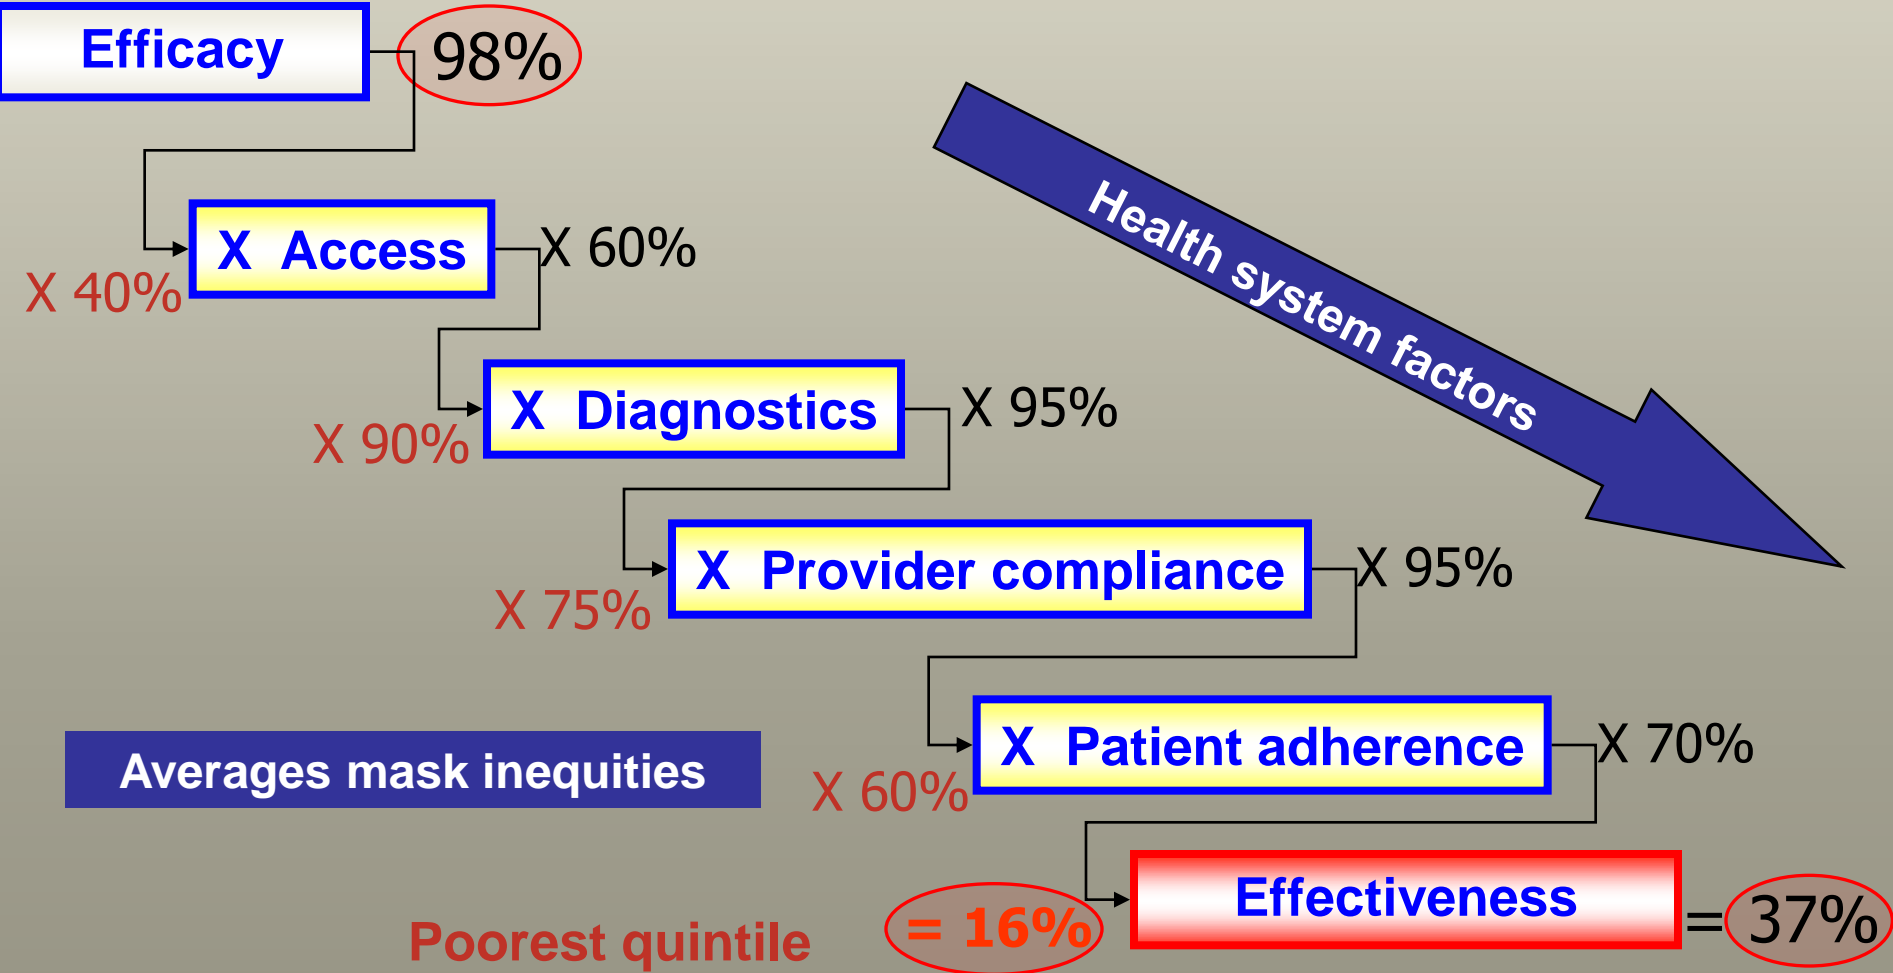 Efficacy
98%
Health system factors
X Access
X 60%
X 40%
X Diagnostics
X 95%
X 90%
X Provider compliance
X 95%
X 75%
X Patient adherence
X 70%
X 60%
Averages mask inequities
Effectiveness
= 37%
Poorest quintile
= 16%